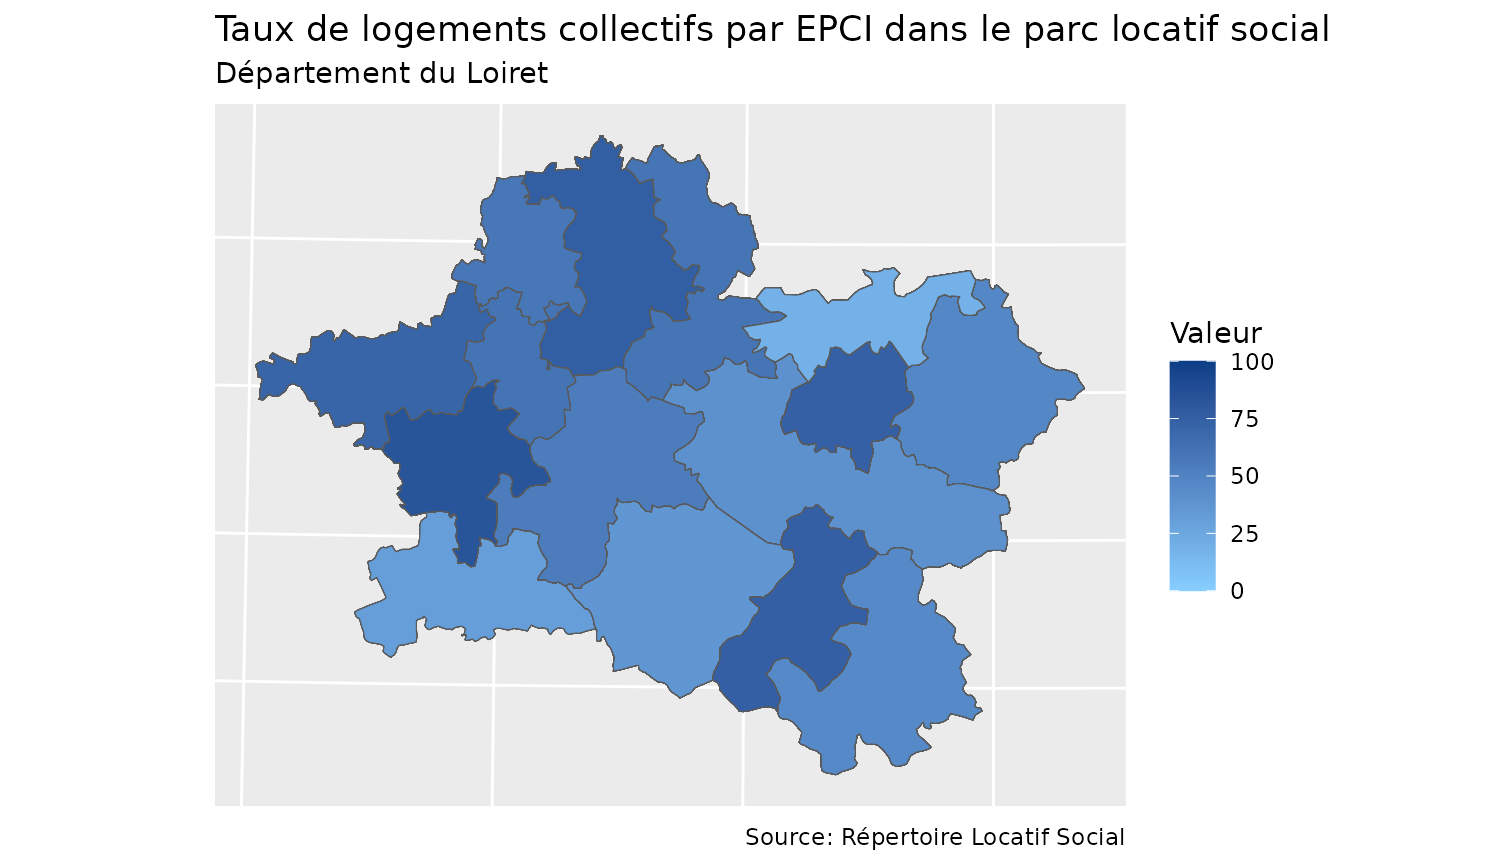 Taux de logements collectifs par EPCI dans le parc locatif social
Département du Loiret
Valeur
100
75
50
25
0
Source: Répertoire Locatif Social